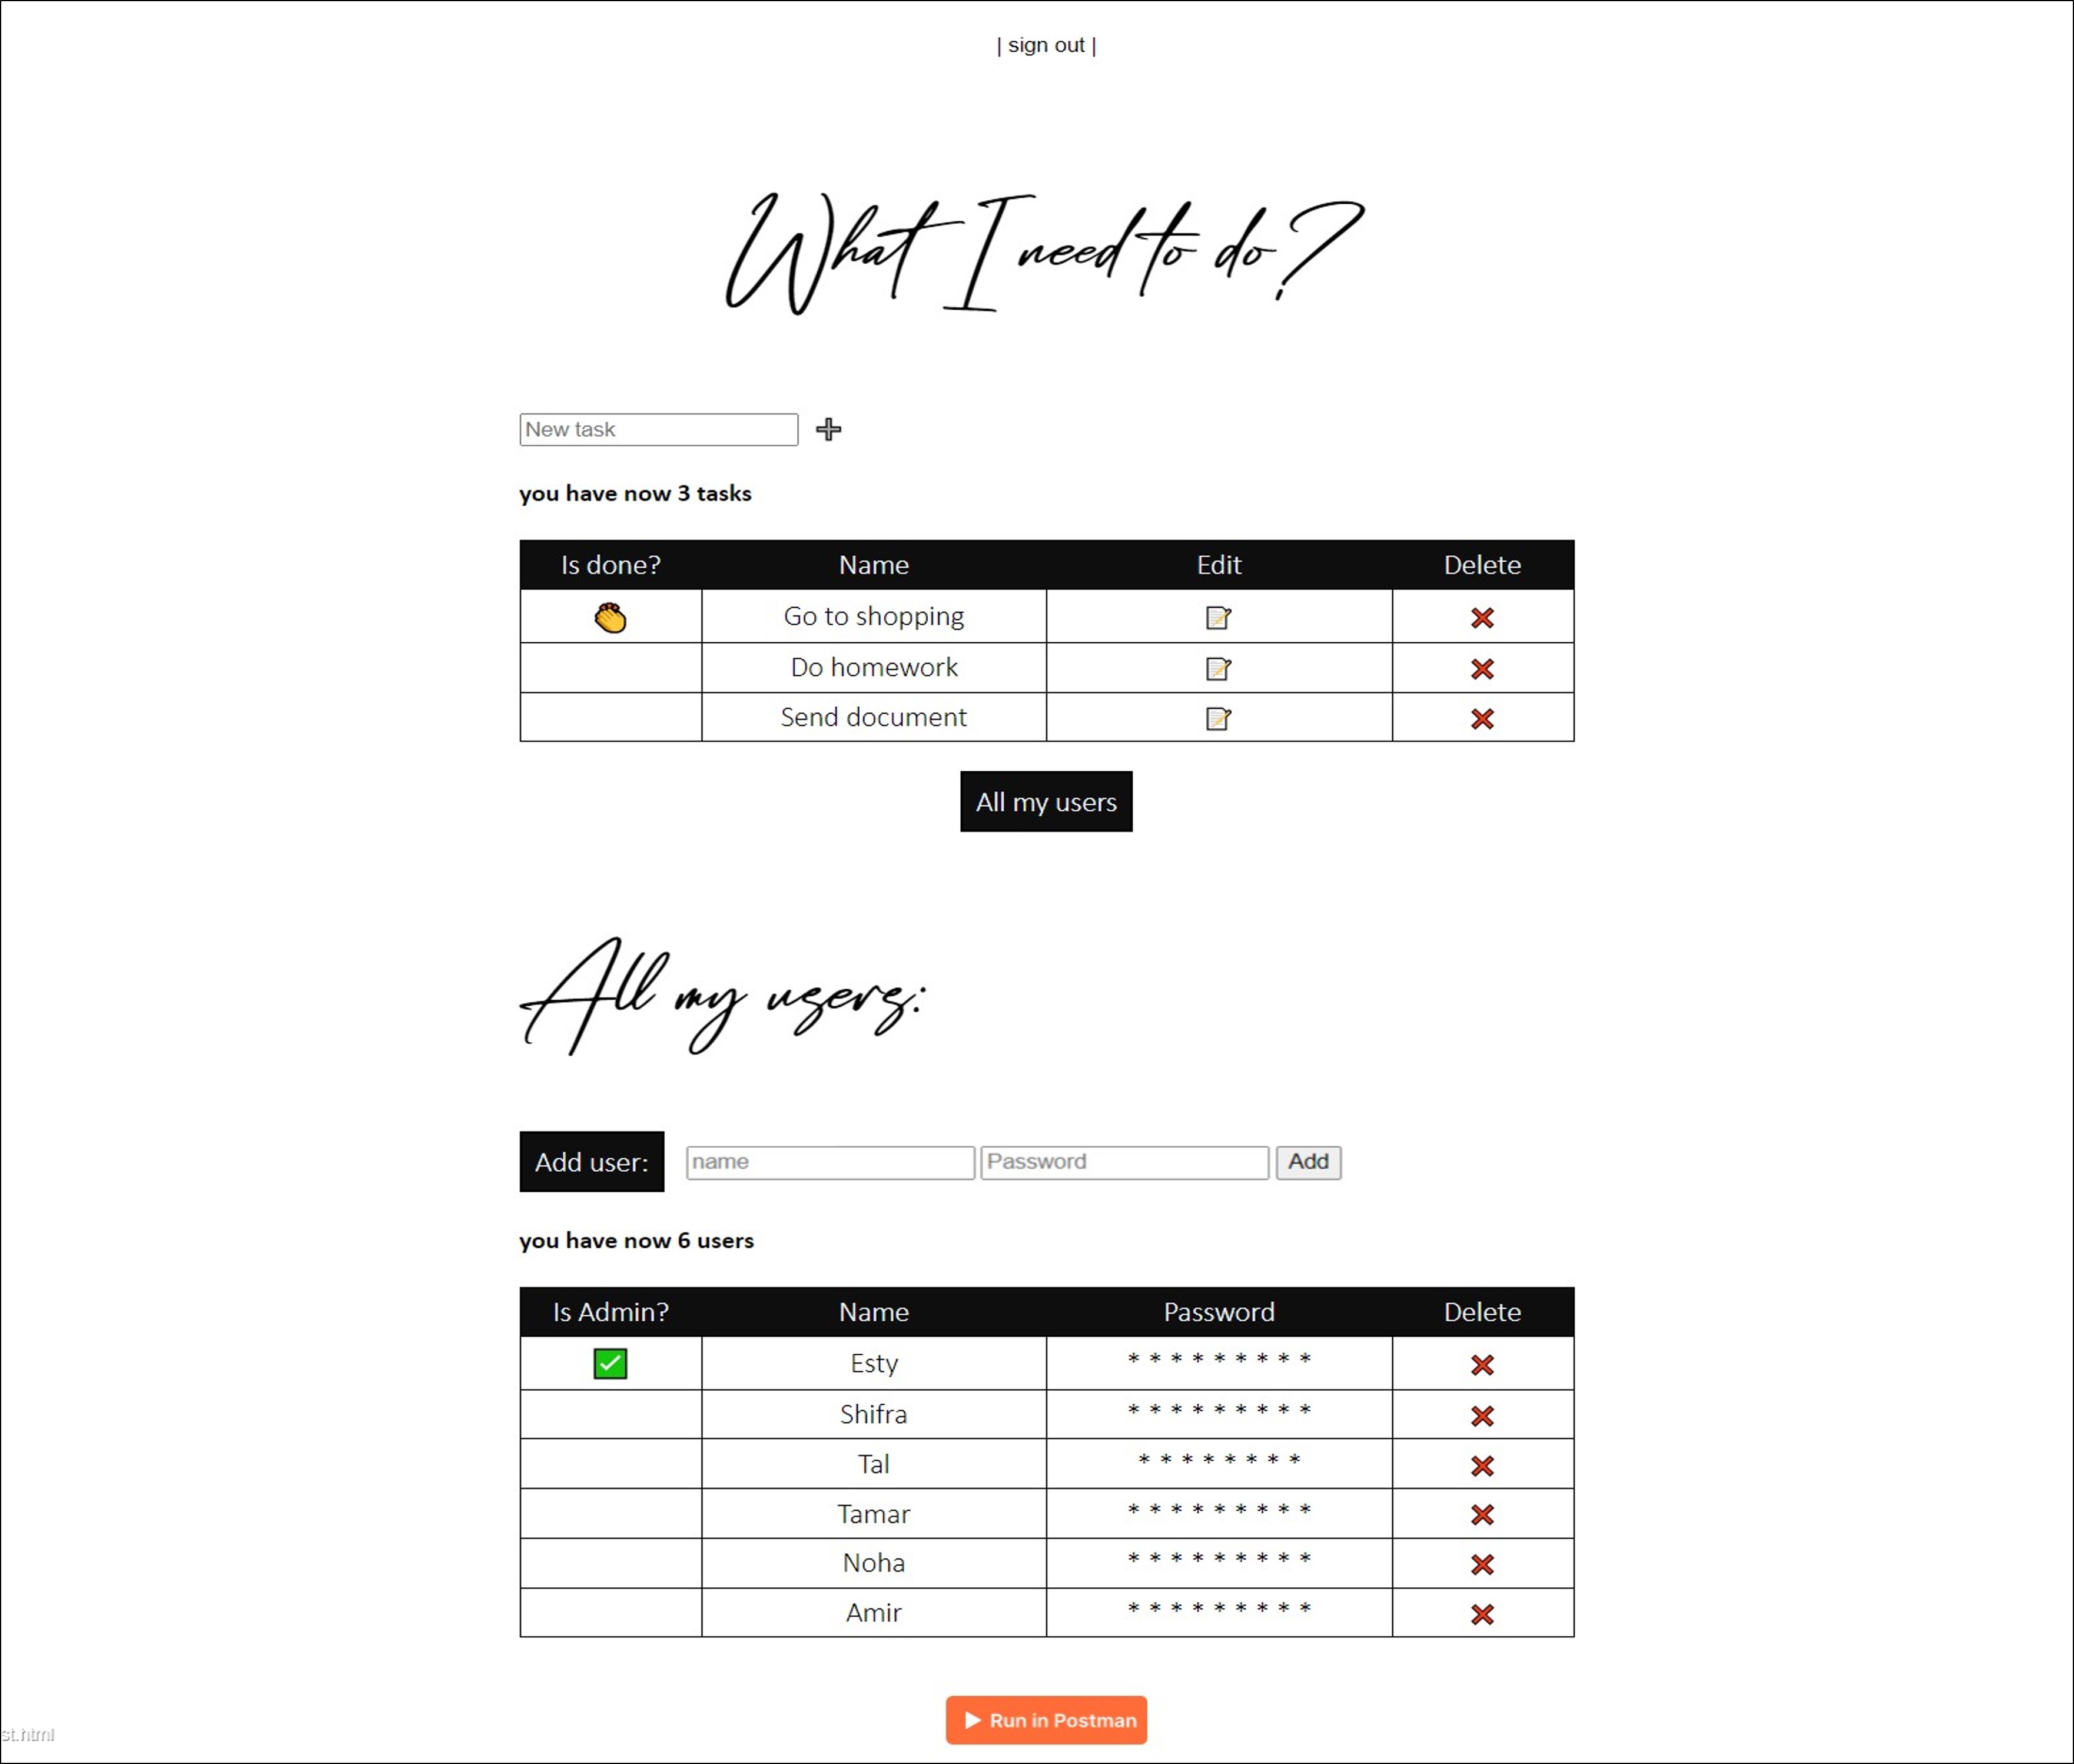 | sign out |
What I need to do?
New task
you have now 3 tasks
Is done? Name Edit Delete
Go to shopping
Do homework
Send document
All my users
All my users:
Add user: name Password Add
you have now 6 users
Is Admin? Name Password Delete
Esty * * * * * * * * *
Shifra * * * * * * * * *
Tal * * * * * * * *
Tamar * * * * * * * * *
Noha * * * * * * * * *
Amir * * * * * * * * *
Run in Postman
st.html